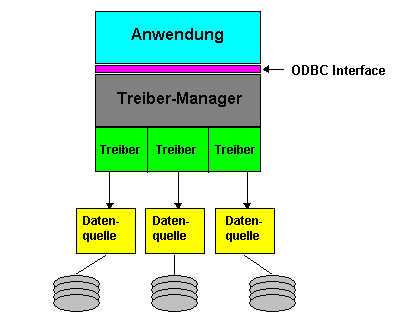 Anwendung
ODBC Interface
Treiber-Manager
Treiber Treiber Treiber
Daten-
quelle
Daten-
quelle
Daten-
quelle